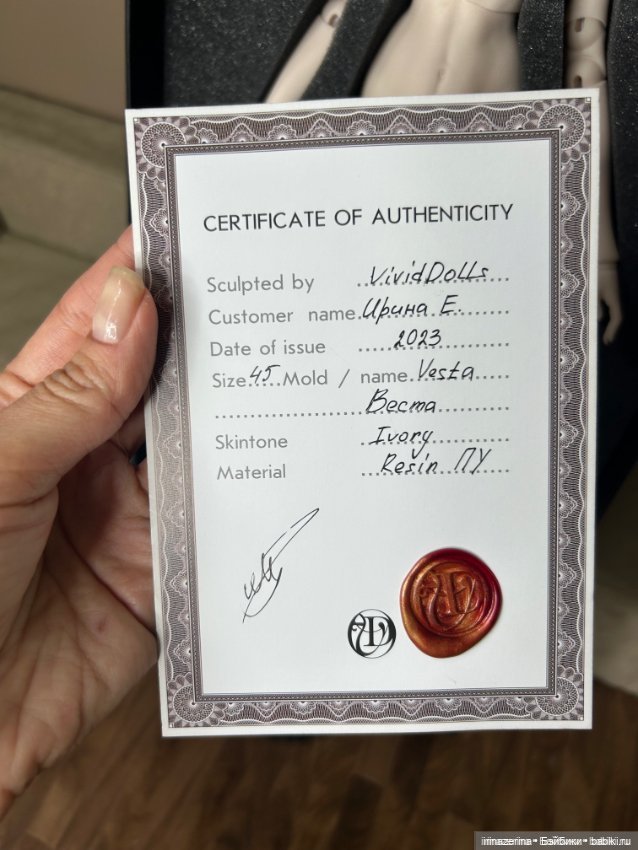 CERTIFICATE OF AUTHENTICITY
Sculpted by VividDolls
Customer name Ирина Е.
Date of issue 2023
Size 45 Mold / name Vesta
Веста
Skintone Ivory
Material Resin ПУ
irinazerina • Бэйбики • babiki.ru